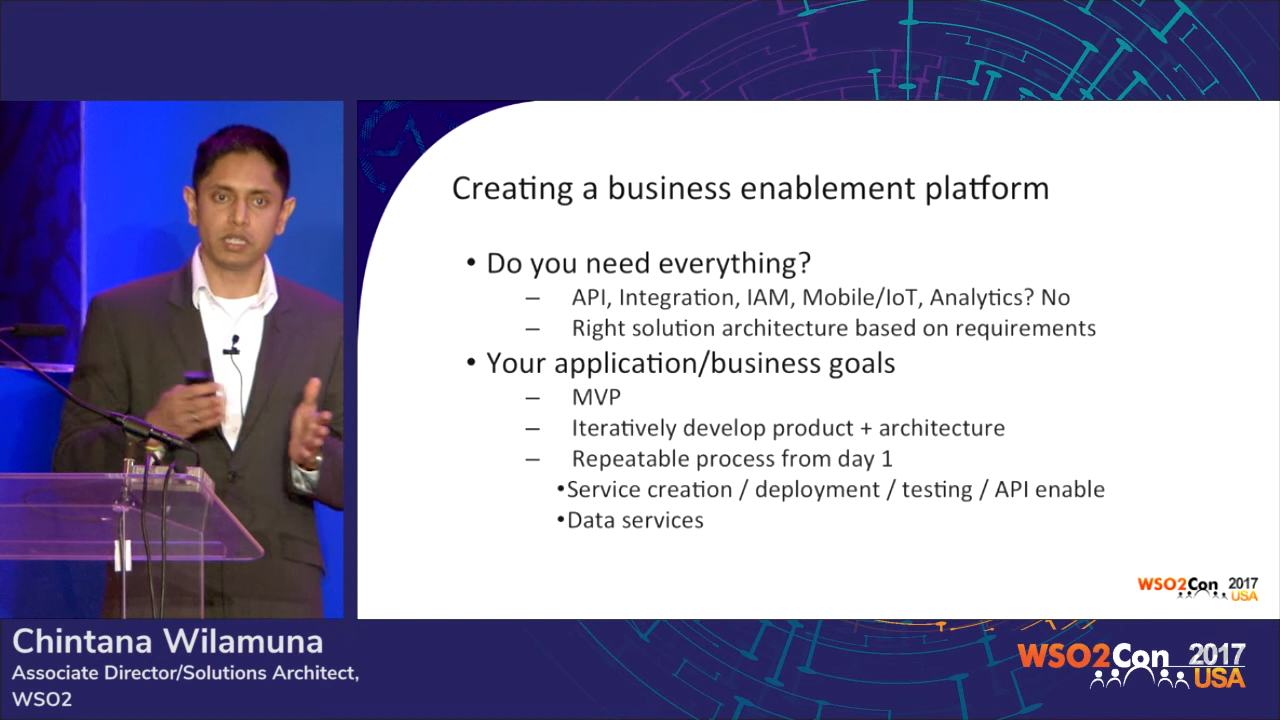 Creating a business enablement platform
• Do you need everything?
– API, Integration, IAM, Mobile/IoT, Analytics? No
– Right solution architecture based on requirements
• Your application/business goals
– MVP
– Iteratively develop product + architecture
– Repeatable process from day 1
•Service creation / deployment / testing / API enable
•Data services
WSO2Con 2017
USA
Chintana Wilamuna
Associate Director/Solutions Architect,
WSO2
WSO2Con 2017
USA